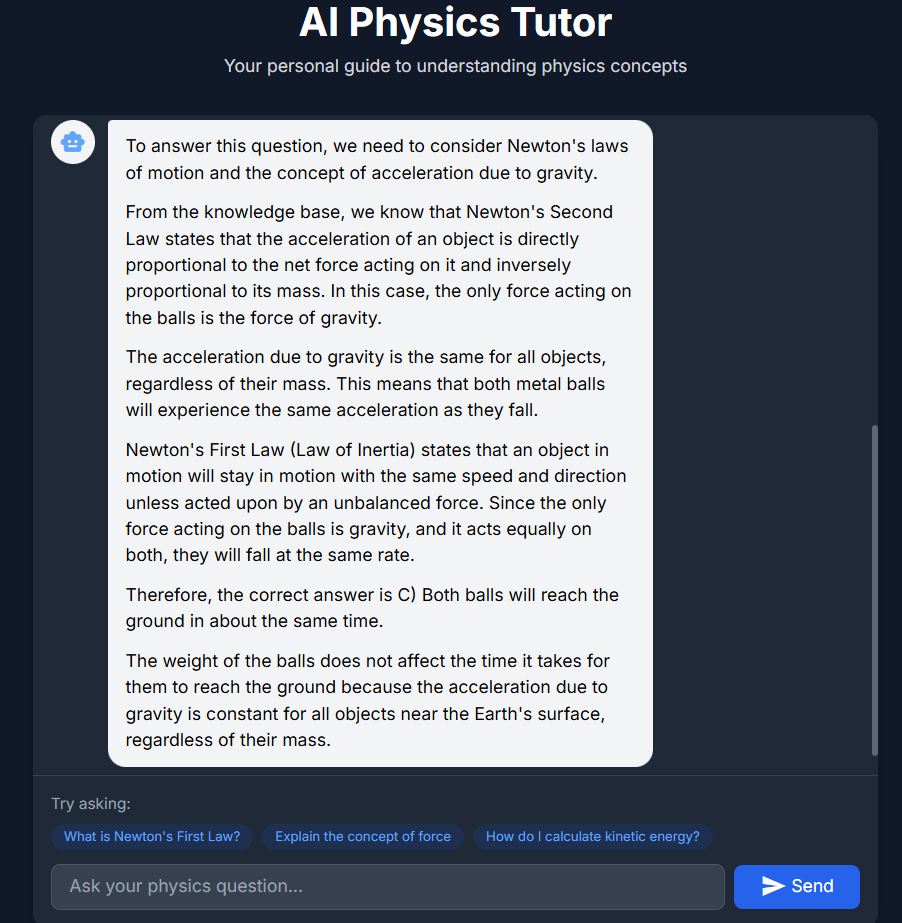 AI Physics Tutor
Your personal guide to understanding physics concepts
To answer this question, we need to consider Newton's laws
of motion and the concept of acceleration due to gravity.
From the knowledge base, we know that Newton's Second
Law states that the acceleration of an object is directly
proportional to the net force acting on it and inversely
proportional to its mass. In this case, the only force acting on
the balls is the force of gravity.
The acceleration due to gravity is the same for all objects,
regardless of their mass. This means that both metal balls
will experience the same acceleration as they fall.
Newton's First Law (Law of Inertia) states that an object in
motion will stay in motion with the same speed and direction
unless acted upon by an unbalanced force. Since the only
force acting on the balls is gravity, and it acts equally on
both, they will fall at the same rate.
Therefore, the correct answer is C) Both balls will reach the
ground in about the same time.
The weight of the balls does not affect the time it takes for
them to reach the ground because the acceleration due to
gravity is constant for all objects near the Earth's surface,
regardless of their mass.
Try asking:
What is Newton's First Law?
Explain the concept of force
How do I calculate kinetic energy?
Ask your physics question...
Send